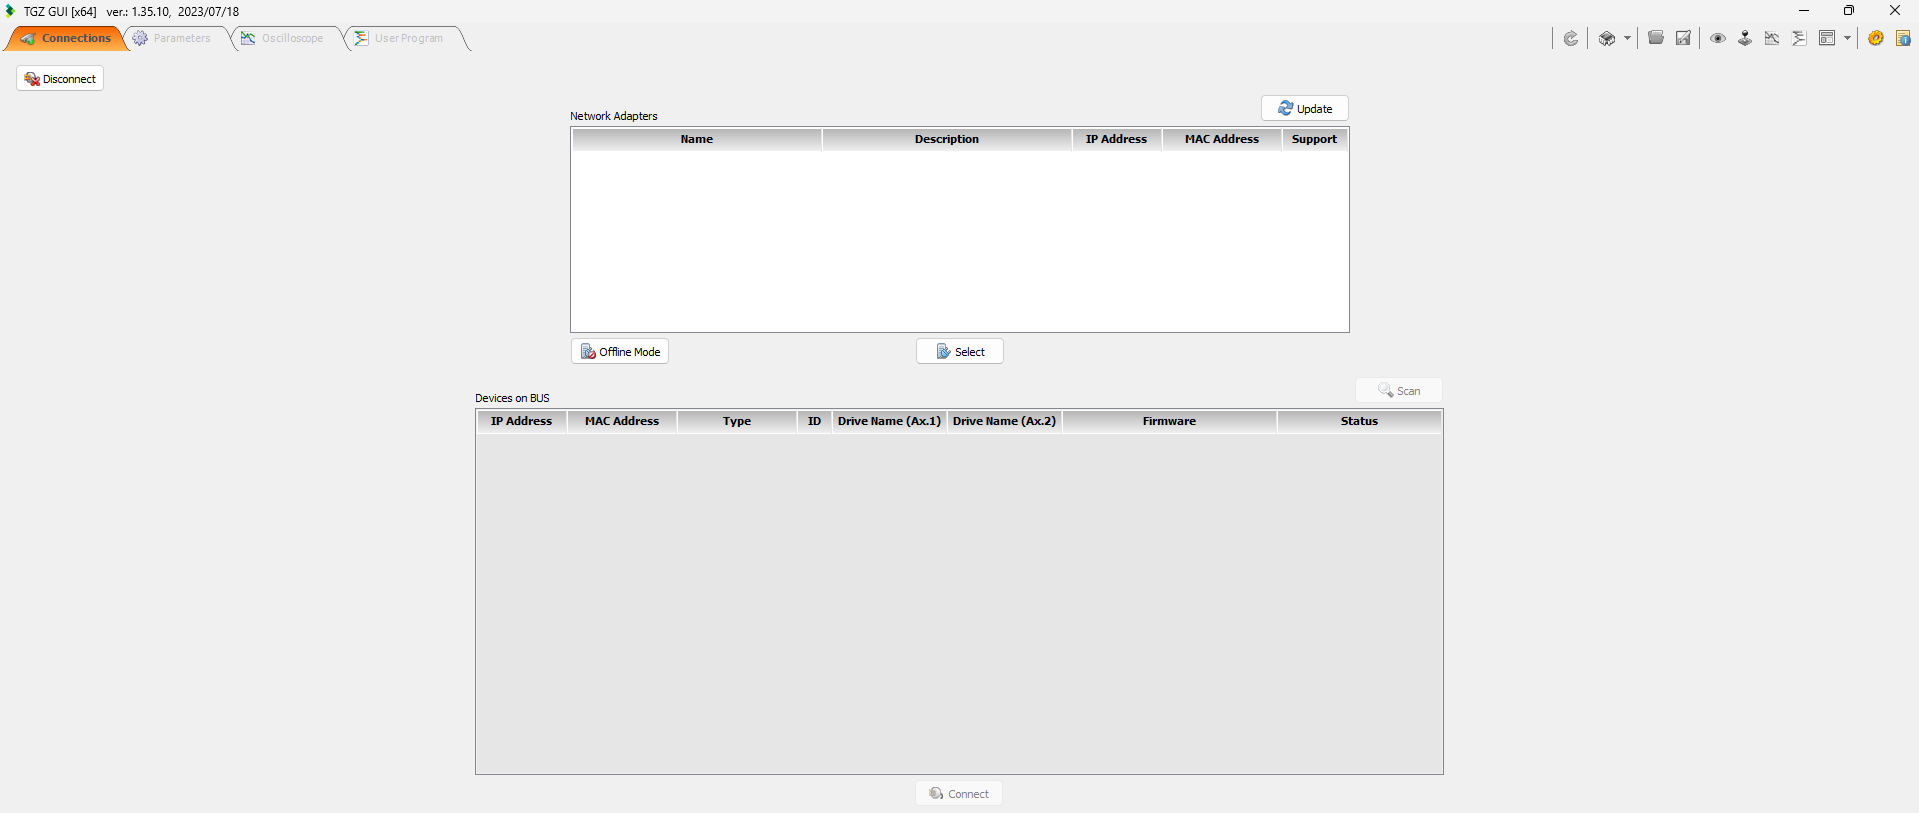 TGZ GUI [x64] ver.: 1.35.10, 2023/07/18
Connections Parameters Oscilloscope User Program
Disconnect
Update
Network Adapters
Name Description IP Address MAC Address Support
Offline Mode Select
Scan
Devices on BUS
IP Address MAC Address Type ID Drive Name (Ax.1) Drive Name (Ax.2) Firmware Status
Connect